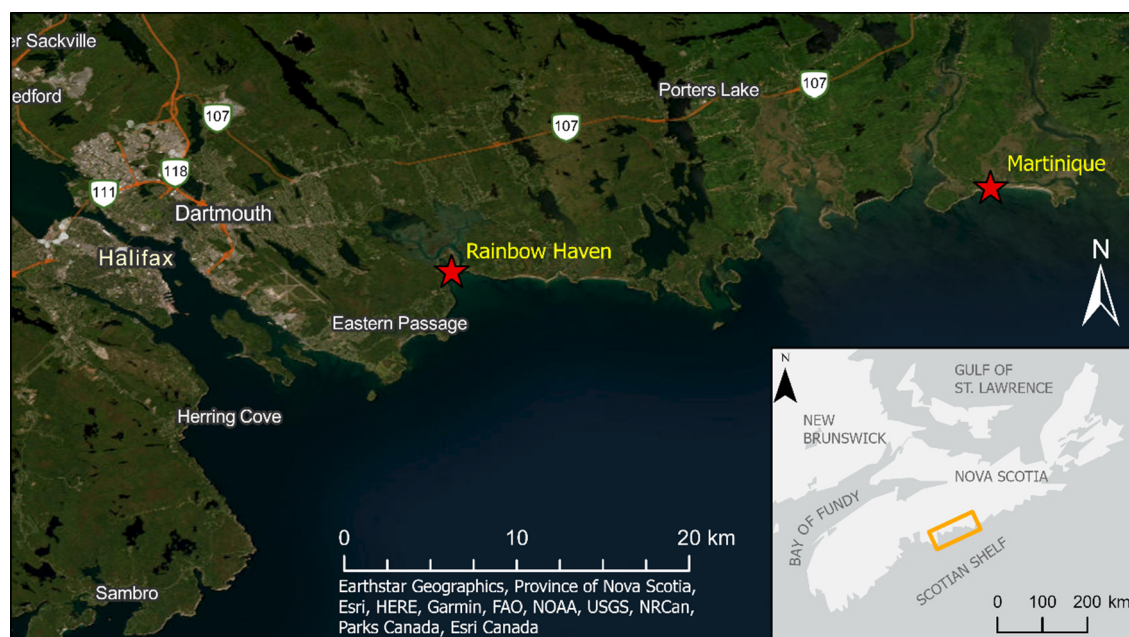 er Sackville
edford
107
107
107
Porters Lake
118
111
Martinique
Dartmouth
Rainbow Haven
Halifax
N
Eastern Passage
Herring Cove
Sambro
0 10 20 km
Earthstar Geographics, Province of Nova Scotia,
Esri, HERE, Garmin, FAO, NOAA, USGS, NRCan,
Parks Canada, Esri Canada
N
GULF OF
ST. LAWRENCE
NEW
BRUNSWICK
NOVA SCOTIA
BAY OF FUNDY
SCOTIAN SHELF
0 100 200 km